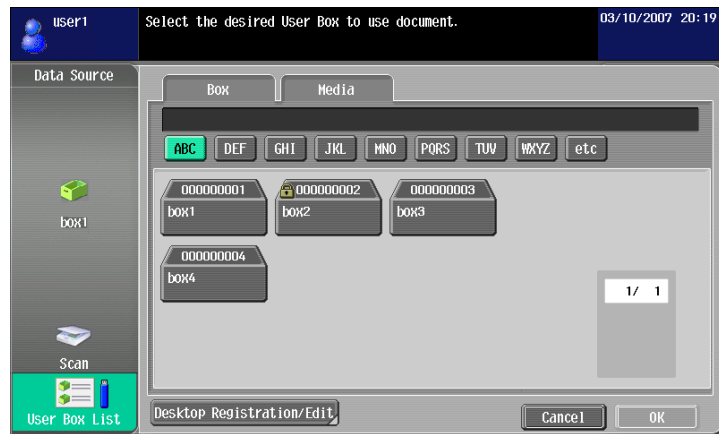 user1
Select the desired User Box to use document.
03/10/2007 20:19
Data Source
Box
Media
ABC
DEF
GHI
JKL
MNO
PQRS
TUV
WXYZ
etc
000000001
box1
000000002
box2
000000003
box3
000000004
box4
box1
1/ 1
Scan
User Box List
Desktop Registration/Edit
Cancel
OK